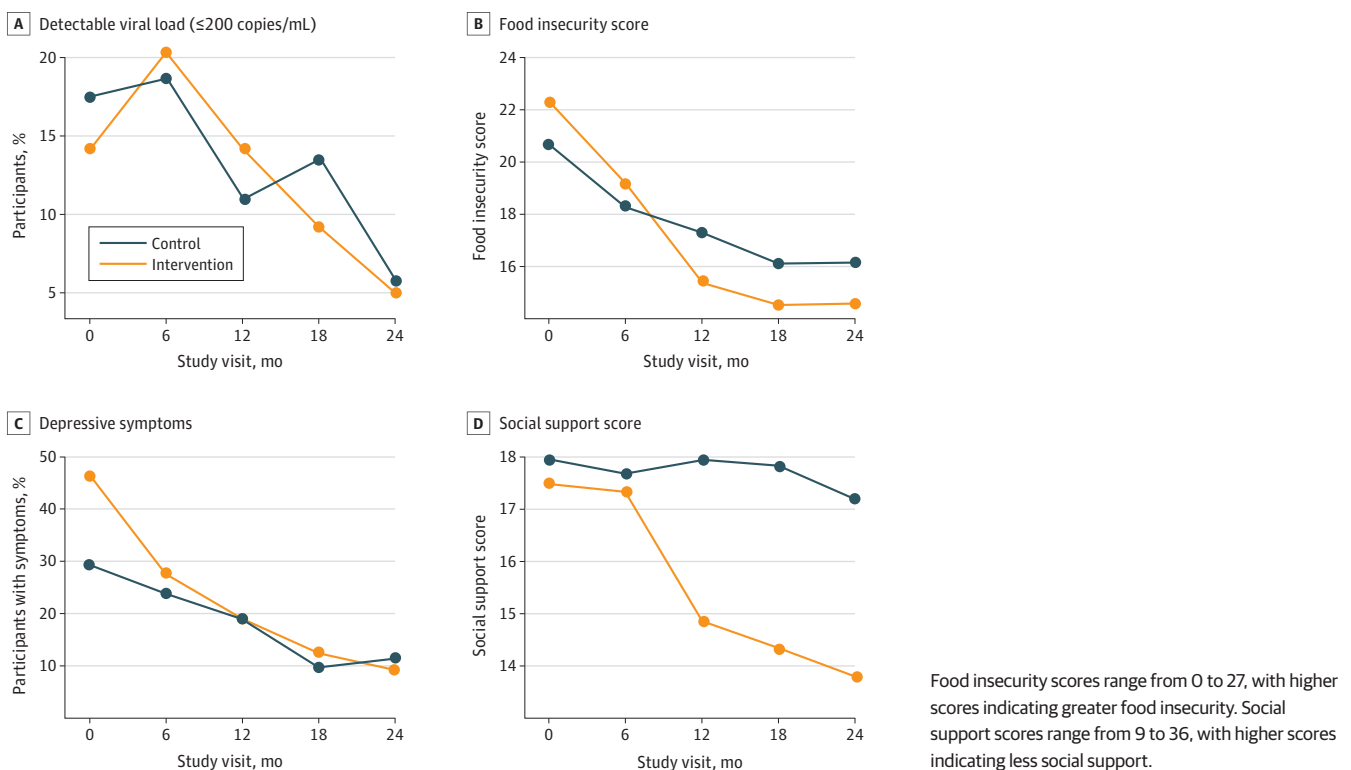 A Detectable viral load (≤200 copies/mL)
20
15
10
5
Participants, %
Control
Intervention
0 6 12 18 24
Study visit, mo
B Food insecurity score
24
22
20
18
16
Food insecurity score
0 6 12 18 24
Study visit, mo
C Depressive symptoms
50
40
30
20
10
Participants with symptoms, %
0 6 12 18 24
Study visit, mo
D Social support score
18
17
16
15
14
Social support score
0 6 12 18 24
Study visit, mo
Food insecurity scores range from 0 to 27, with higher
scores indicating greater food insecurity. Social
support scores range from 9 to 36, with higher scores
indicating less social support.